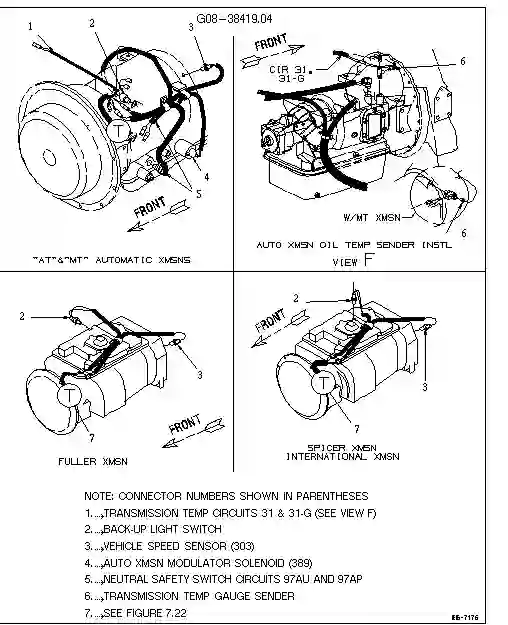 G08-38419.04
1
2
3
4
5
FRONT
"AT"&"MT" AUTOMATIC XMSNS
FRONT
CIR 31,
31-G
6
W/MT XMSN
6
AUTO XMSN OIL TEMP SENDER INSTL
VIEW F
2
T
3
7
FRONT
FULLER XMSN
2
FRONT
T
3
7
SPICER XMSN
INTERNATIONAL XMSN
NOTE: CONNECTOR NUMBERS SHOWN IN PARENTHESES
1...,TRANSMISSION TEMP CIRCUITS 31 & 31-G (SEE VIEW F)
2...,BACK-UP LIGHT SWITCH
3...,VEHICLE SPEED SENSOR (303)
4...,AUTO XMSN MODULATOR SOLENOID (389)
5...,NEUTRAL SAFETY SWITCH CIRCUITS 97AU AND 97AP
6...,TRANSMISSION TEMP GAUGE SENDER
7...,SEE FIGURE 7.22